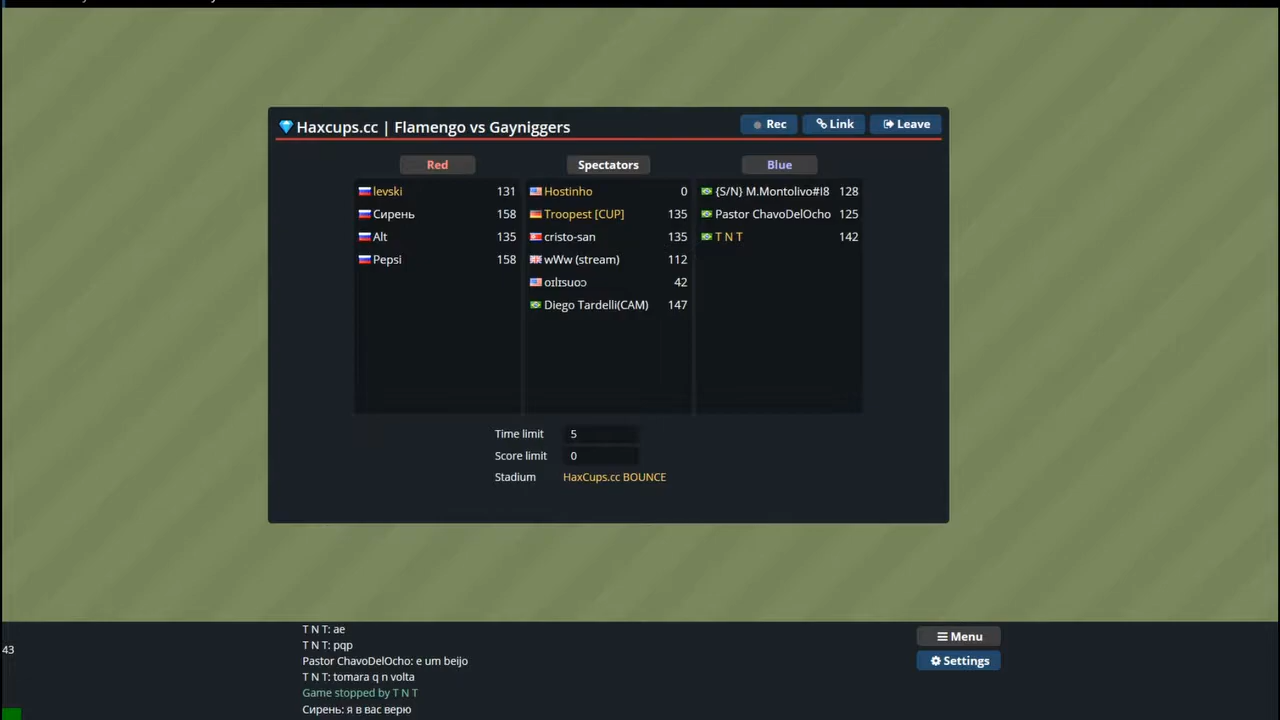 Haxcups.cc | Flamengo vs Gayniggers
Rec
Link
Leave
Red
Spectators
Blue
levski 131
Сирень 158
Alt 135
Pepsi 158
Hostinho 0
Troopest [CUP] 135
cristo-san 135
wWw (stream) 112
oɪlɪsuoɔ 42
Diego Tardelli(CAM) 147
{S/N} M.Montolivo#I8 128
Pastor ChavoDelOcho 125
T N T 142
Time limit 5
Score limit 0
Stadium HaxCups.cc BOUNCE
43
T N T: ae
T N T: pqp
Pastor ChavoDelOcho: e um beijo
T N T: tomara q n volta
Game stopped by T N T
Сирень: я в вас верю
Menu
Settings